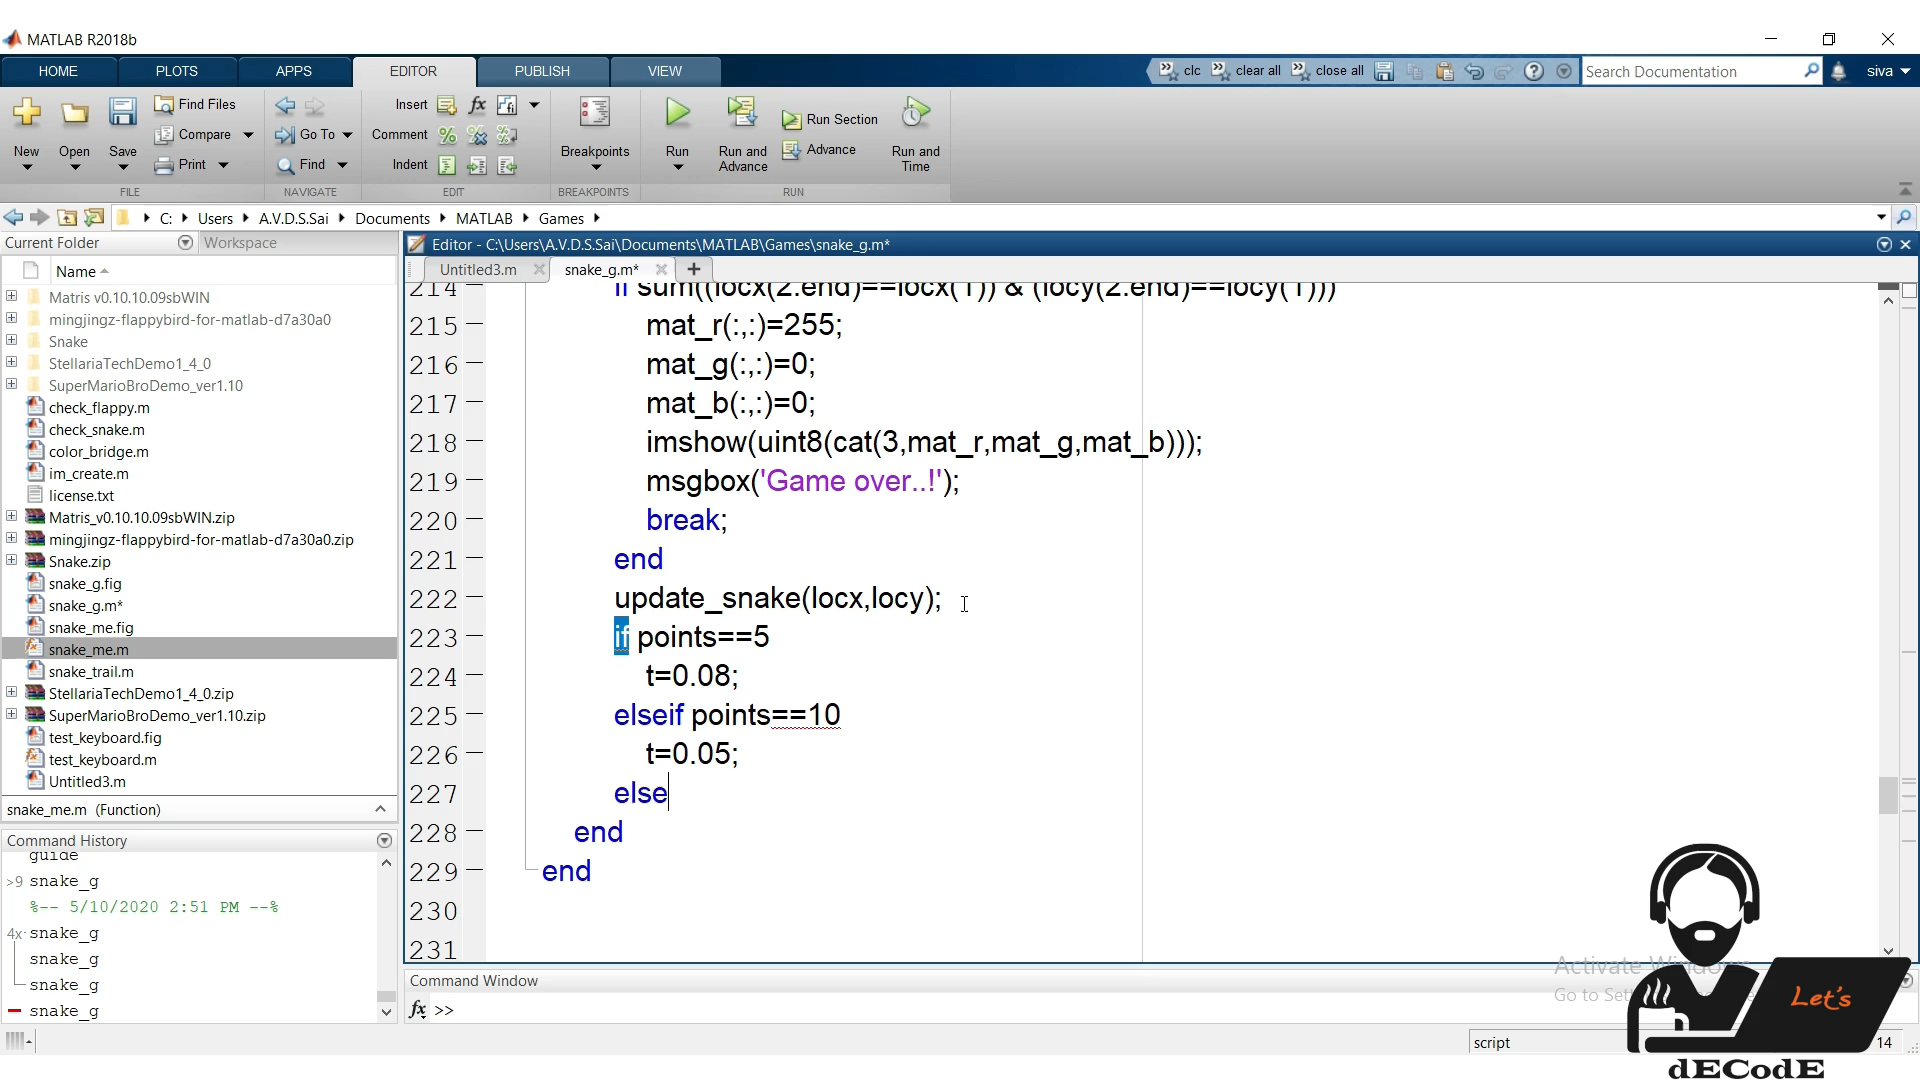 MATLAB R2018b
HOME PLOTS APPS EDITOR PUBLISH VIEW clc clear all close all Search Documentation siva
New Open Save Find Files Compare Print Go To Find Insert Comment Indent Breakpoints Run Run and Advance Run Section Advance Run and Time
FILE NAVIGATE EDIT BREAKPOINTS RUN
C: Users A.V.D.S.Sai Documents MATLAB Games
Current Folder Workspace
Name
Matris v0.10.10.09sbWIN
mingjingz-flappybird-for-matlab-d7a30a0
Snake
StellariaTechDemo1_4_0
SuperMarioBroDemo_ver1.10
check_flappy.m
check_snake.m
color_bridge.m
im_create.m
license.txt
Matris_v0.10.10.09sbWIN.zip
mingjingz-flappybird-for-matlab-d7a30a0.zip
Snake.zip
snake_g.fig
snake_g.m*
snake_me.fig
snake_me.m
snake_trail.m
StellariaTechDemo1_4_0.zip
SuperMarioBroDemo_ver1.10.zip
test_keyboard.fig
test_keyboard.m
Untitled3.m
snake_me.m (Function)
Command History
guide
>9 snake_g
%-- 5/10/2020 2:51 PM --%
4x snake_g
snake_g
snake_g
snake_g
Editor - C:\Users\A.V.D.S.Sai\Documents\MATLAB\Games\snake_g.m*
Untitled3.m snake_g.m*
214 if sum((locx(2:end)==locx(1)) & (locy(2:end)==locy(1)))
215 mat_r(:,:)=255;
216 mat_g(:,:)=0;
217 mat_b(:,:)=0;
218 imshow(uint8(cat(3,mat_r,mat_g,mat_b)));
219 msgbox('Game over..!');
220 break;
221 end
222 update_snake(locx,locy);
223 if points==5
224 t=0.08;
225 elseif points==10
226 t=0.05;
227 else
228 end
229 end
230
231
Command Window
fx >>
Activate
Go to
script
14
Let's
dECodE